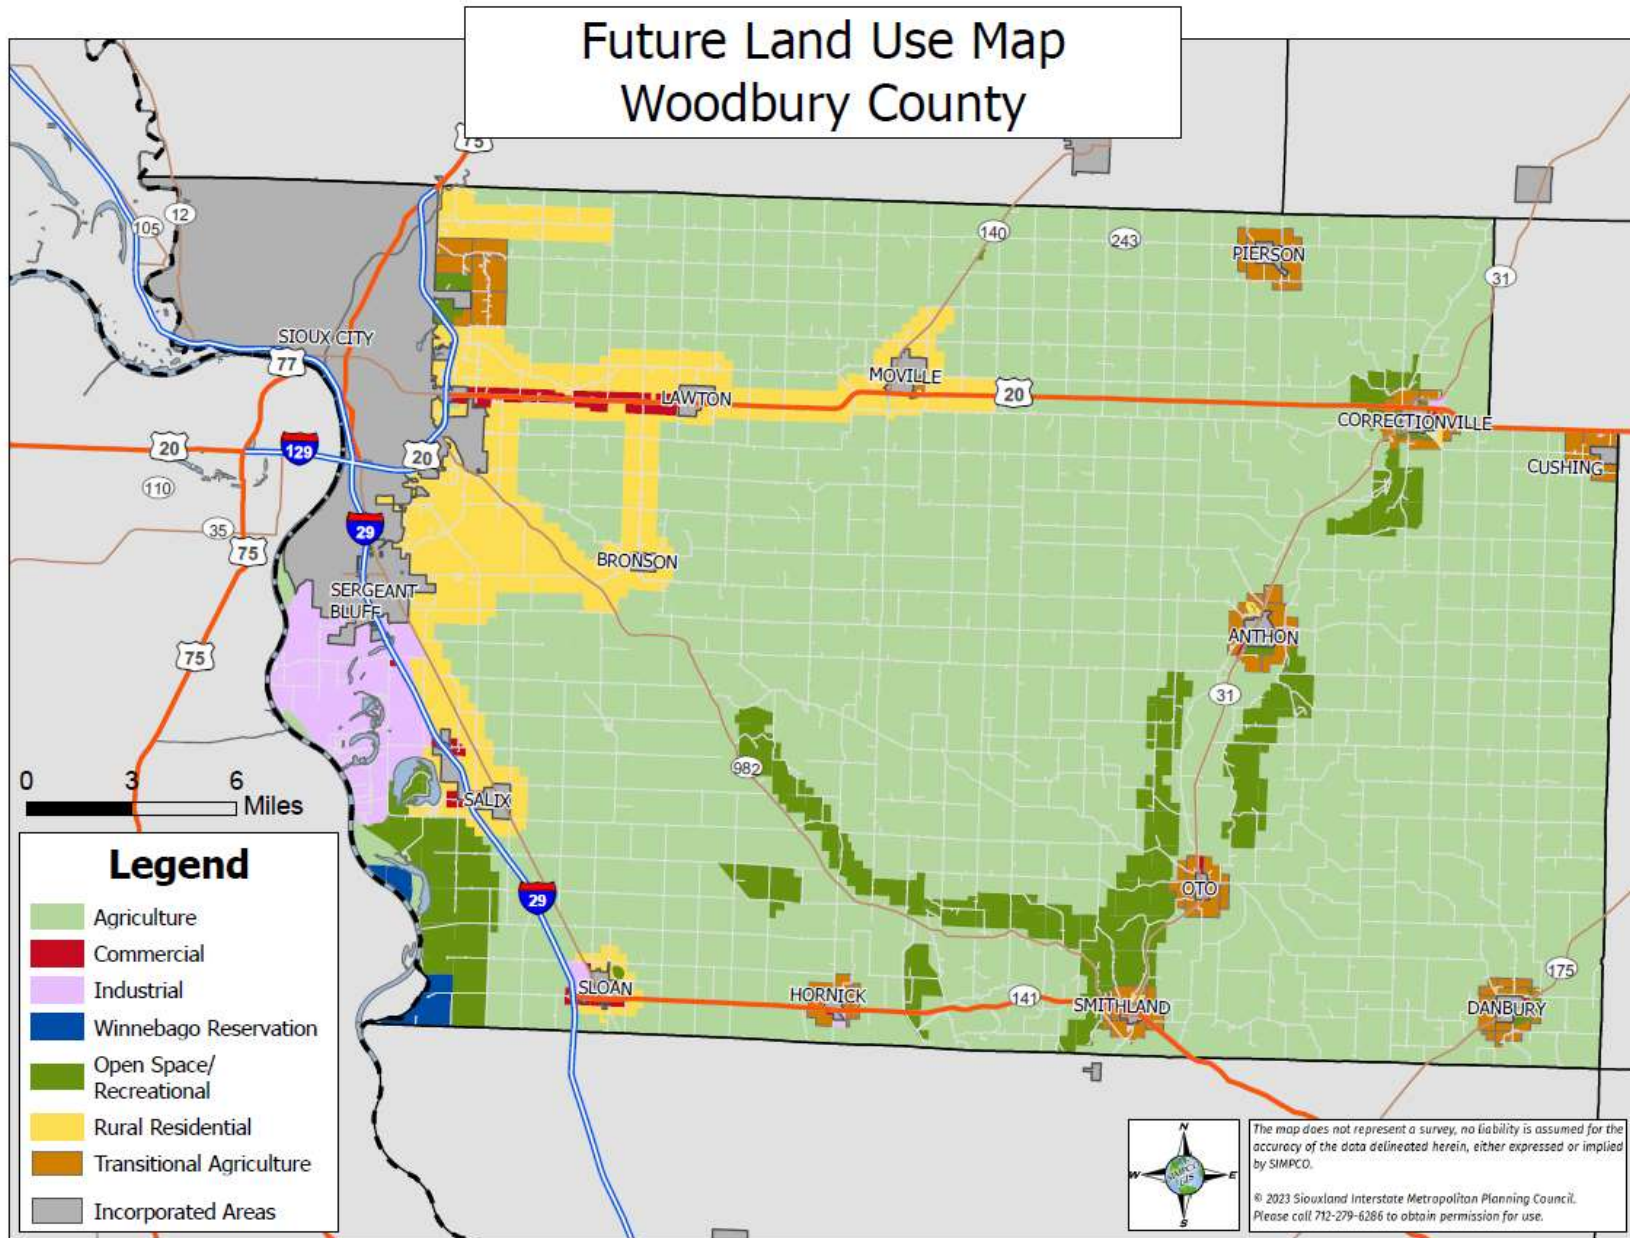 Future Land Use Map
Woodbury County
75
12
105
140
243
PIERSON
31
SIOUX CITY
77
MOVILLE
20
LAWTON
CORRECTIONVILLE
20
129
20
CUSHING
110
35
29
75
BRONSON
SERGEANT
BLUFF
ANTHON
75
31
982
0 3 6
Miles
SALIX
Legend
Agriculture
Commercial
Industrial
Winnebago Reservation
Open Space/
Recreational
Rural Residential
Transitional Agriculture
Incorporated Areas
29
OTO
SLOAN
HORNICK
141
SMITHLAND
175
DANBURY
N
W E
S
SIMPCO
GIS
The map does not represent a survey, no liability is assumed for the
accuracy of the data delineated herein, either expressed or implied
by SIMPCO.
© 2023 Siouxland Interstate Metropolitan Planning Council.
Please call 712-279-6286 to obtain permission for use.